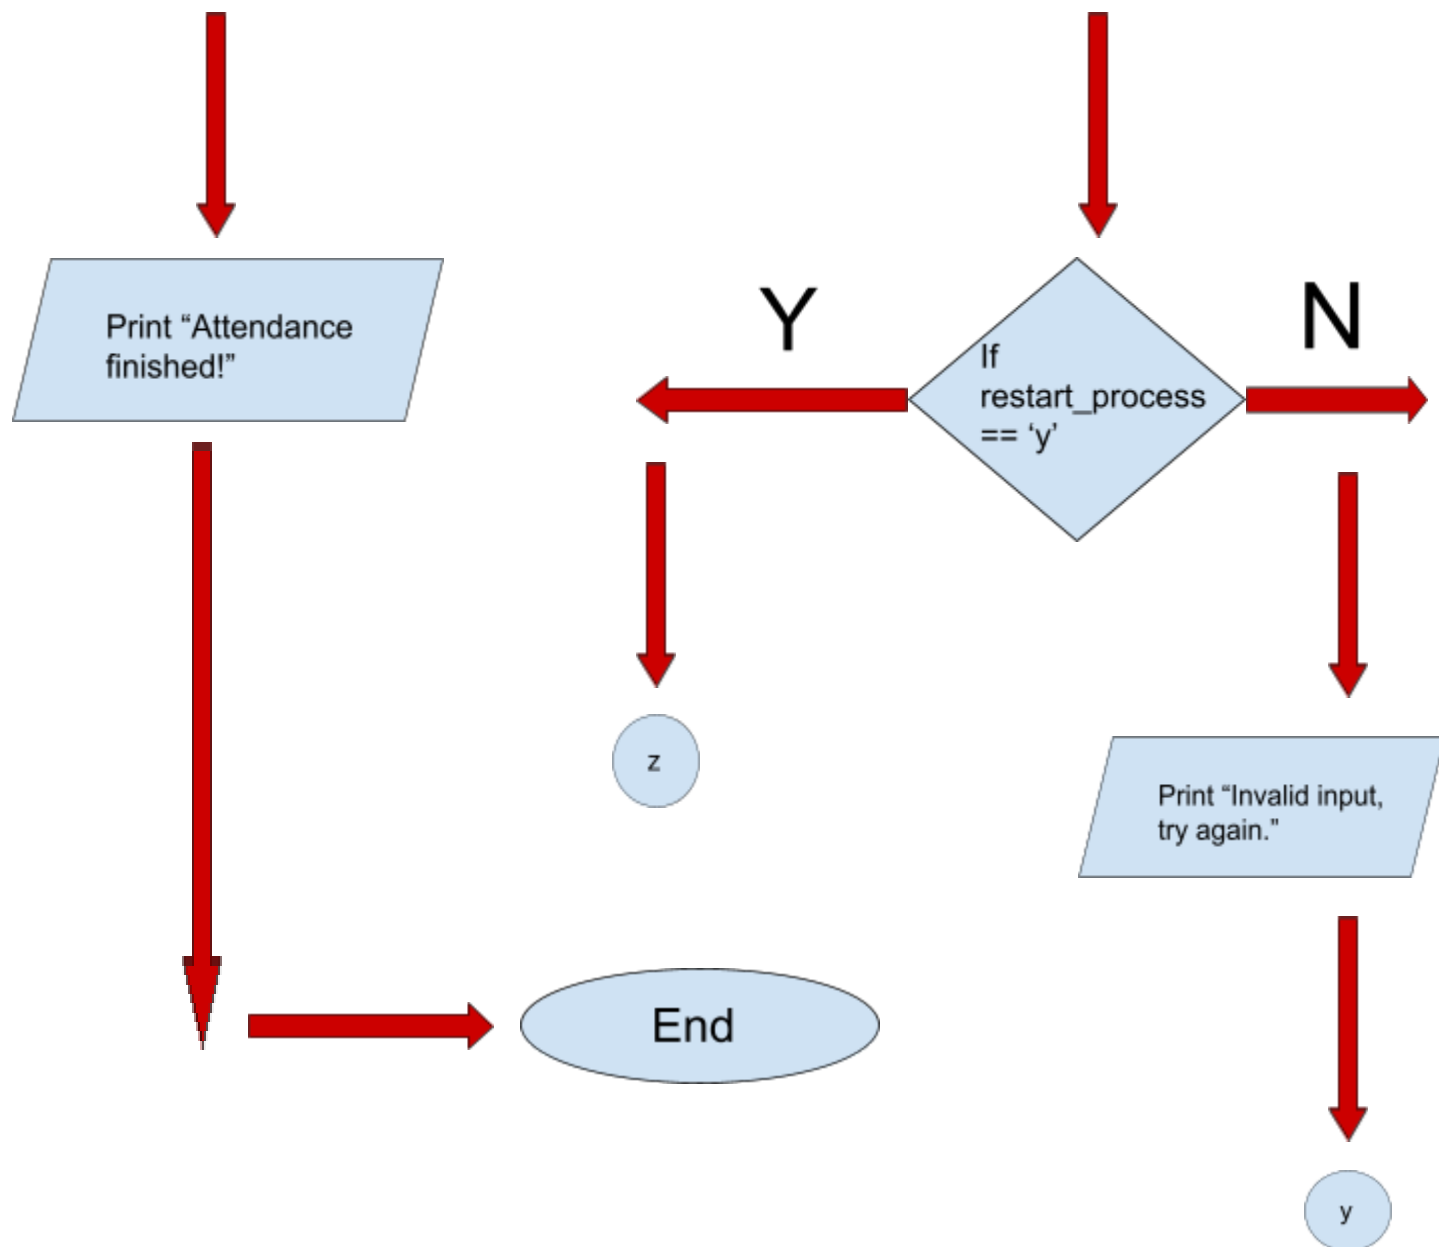 Print “Attendance
finished!”
Y
If
restart_process
== ‘y’
N
z
Print “Invalid input,
try again.”
End
y